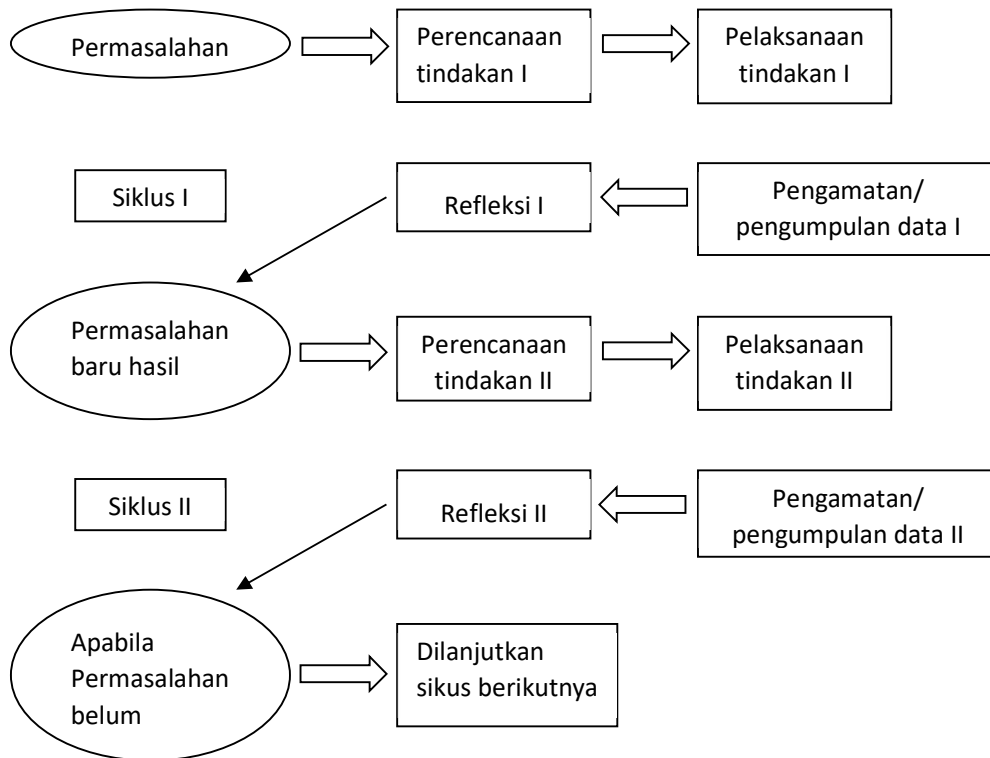 Permasalahan
Perencanaan
tindakan I
Pelaksanaan
tindakan I
Siklus I
Refleksi I
Pengamatan/
pengumpulan data I
Permasalahan
baru hasil
Perencanaan
tindakan II
Pelaksanaan
tindakan II
Siklus II
Refleksi II
Pengamatan/
pengumpulan data II
Apabila
Permasalahan
belum
Dilanjutkan
sikus berikutnya